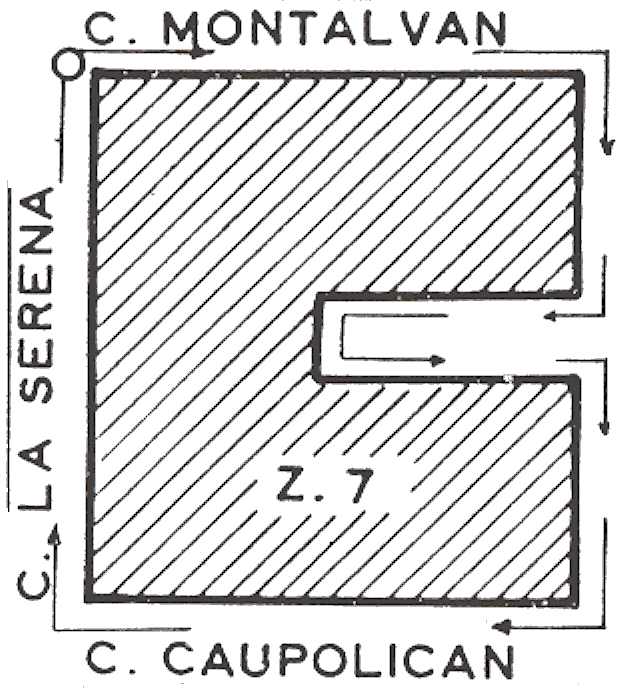 C. MONTALVAN
C. LA SERENA
Z. 7
C. CAUPOLICAN